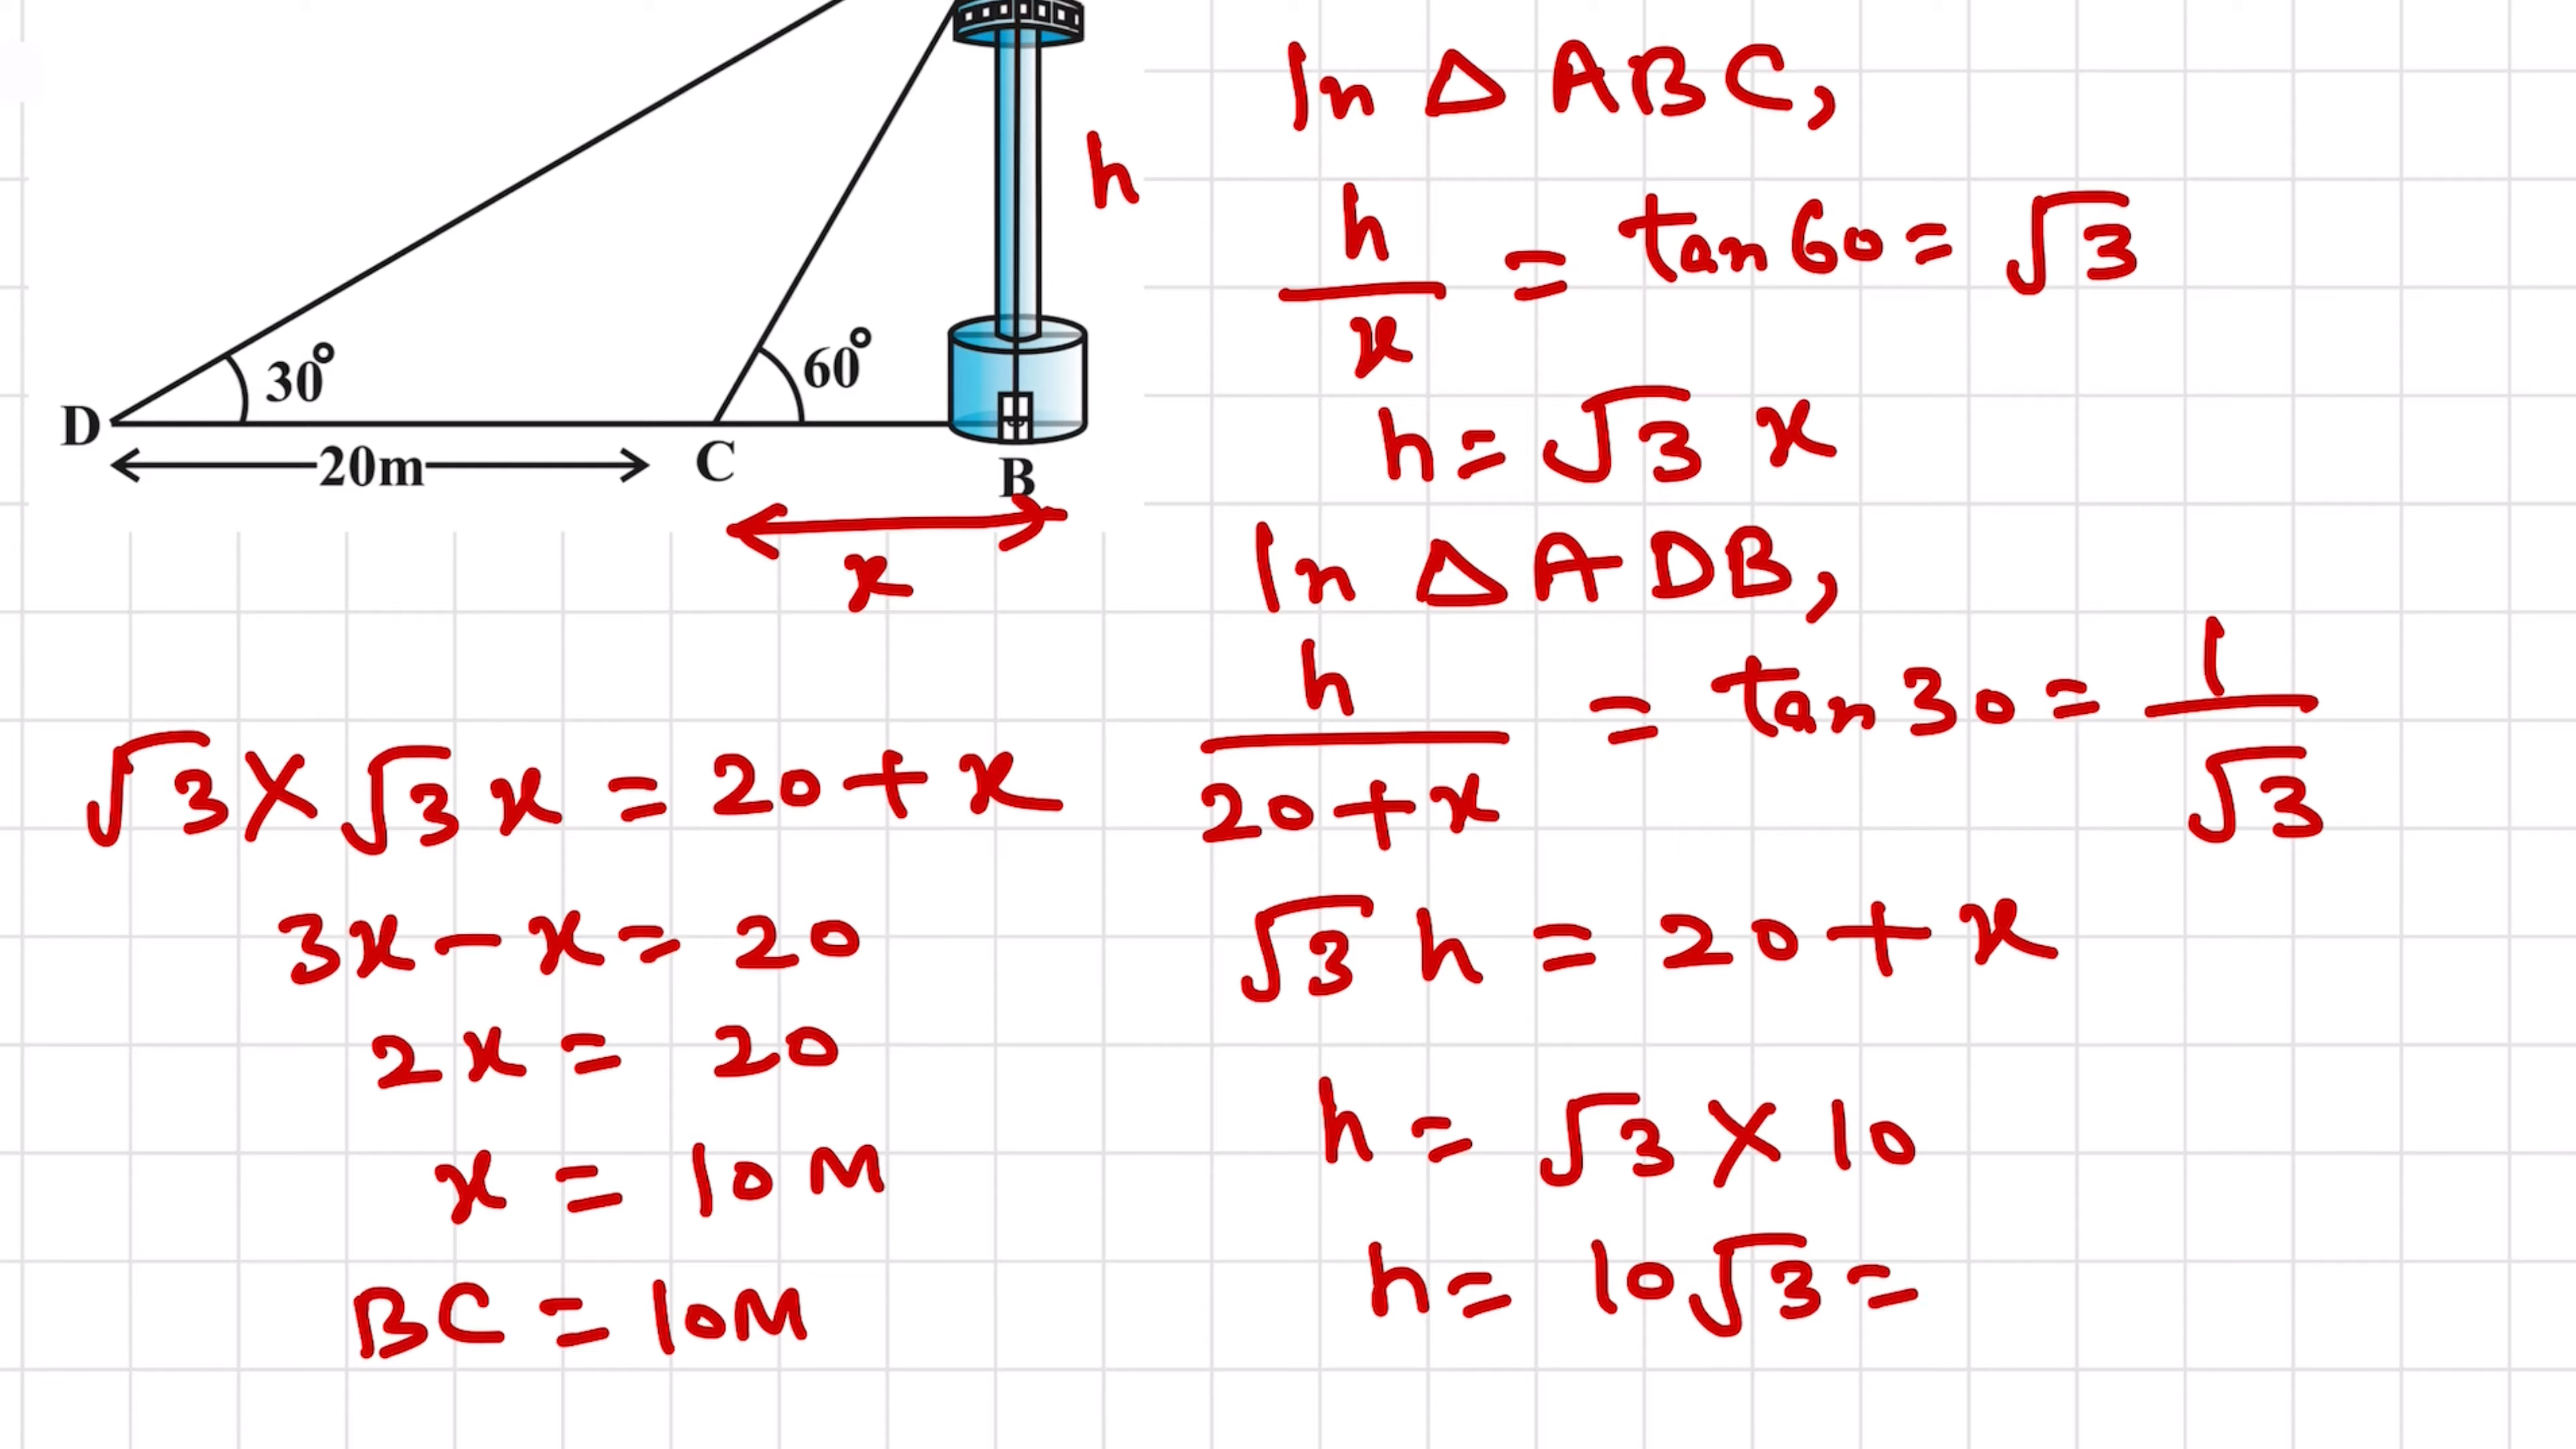 h
30°
60°
D
20m
C
B
x
In △ ABC,
h/x = tan 60 = √3
h = √3 x
In △ ADB,
h/20+x = tan 30 = 1/√3
√3 h = 20 + x
h = √3 X 10
h = 10√3 =
√3 X √3 x = 20 + x
3x - x = 20
2x = 20
x = 10 M
BC = 10M